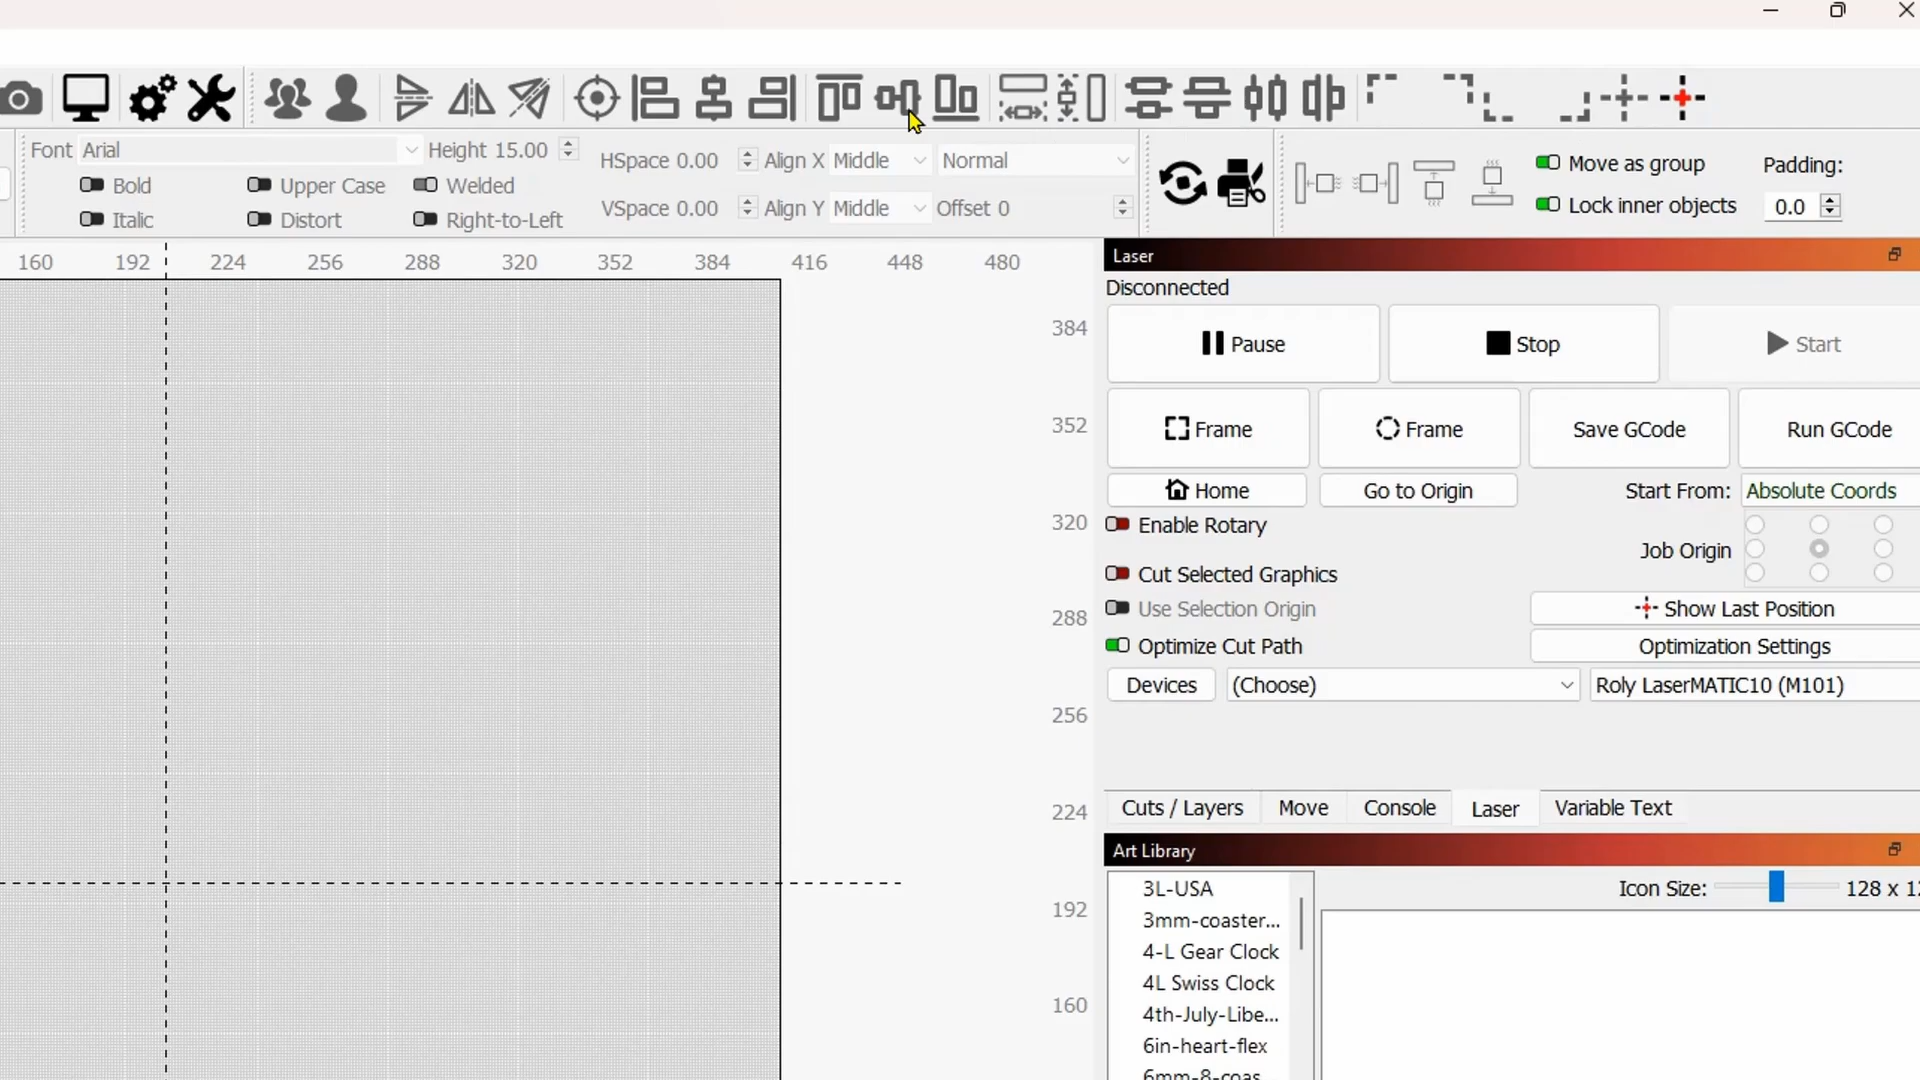 Font Arial
Height 15.00
HSpace 0.00
Align X Middle
Normal
Bold
Upper Case
Welded
Italic
Distort
Right-to-Left
VSpace 0.00
Align Y Middle
Offset 0
Move as group
Lock inner objects
Padding:
0.0
160 192 224 256 288 320 352 384 416 448 480
384
352
320
288
256
224
192
160
Laser
Disconnected
Pause
Stop
Start
Frame
Frame
Save GCode
Run GCode
Home
Go to Origin
Start From: Absolute Coords
Enable Rotary
Job Origin
Cut Selected Graphics
Use Selection Origin
Show Last Position
Optimize Cut Path
Optimization Settings
Devices
(Choose)
Roly LaserMATIC10 (M101)
Cuts / Layers
Move
Console
Laser
Variable Text
Art Library
3L-USA
3mm-coaster...
4-L Gear Clock
4L Swiss Clock
4th-July-Libe...
6in-heart-flex
6mm-8-coas...
Icon Size:
128 x 12